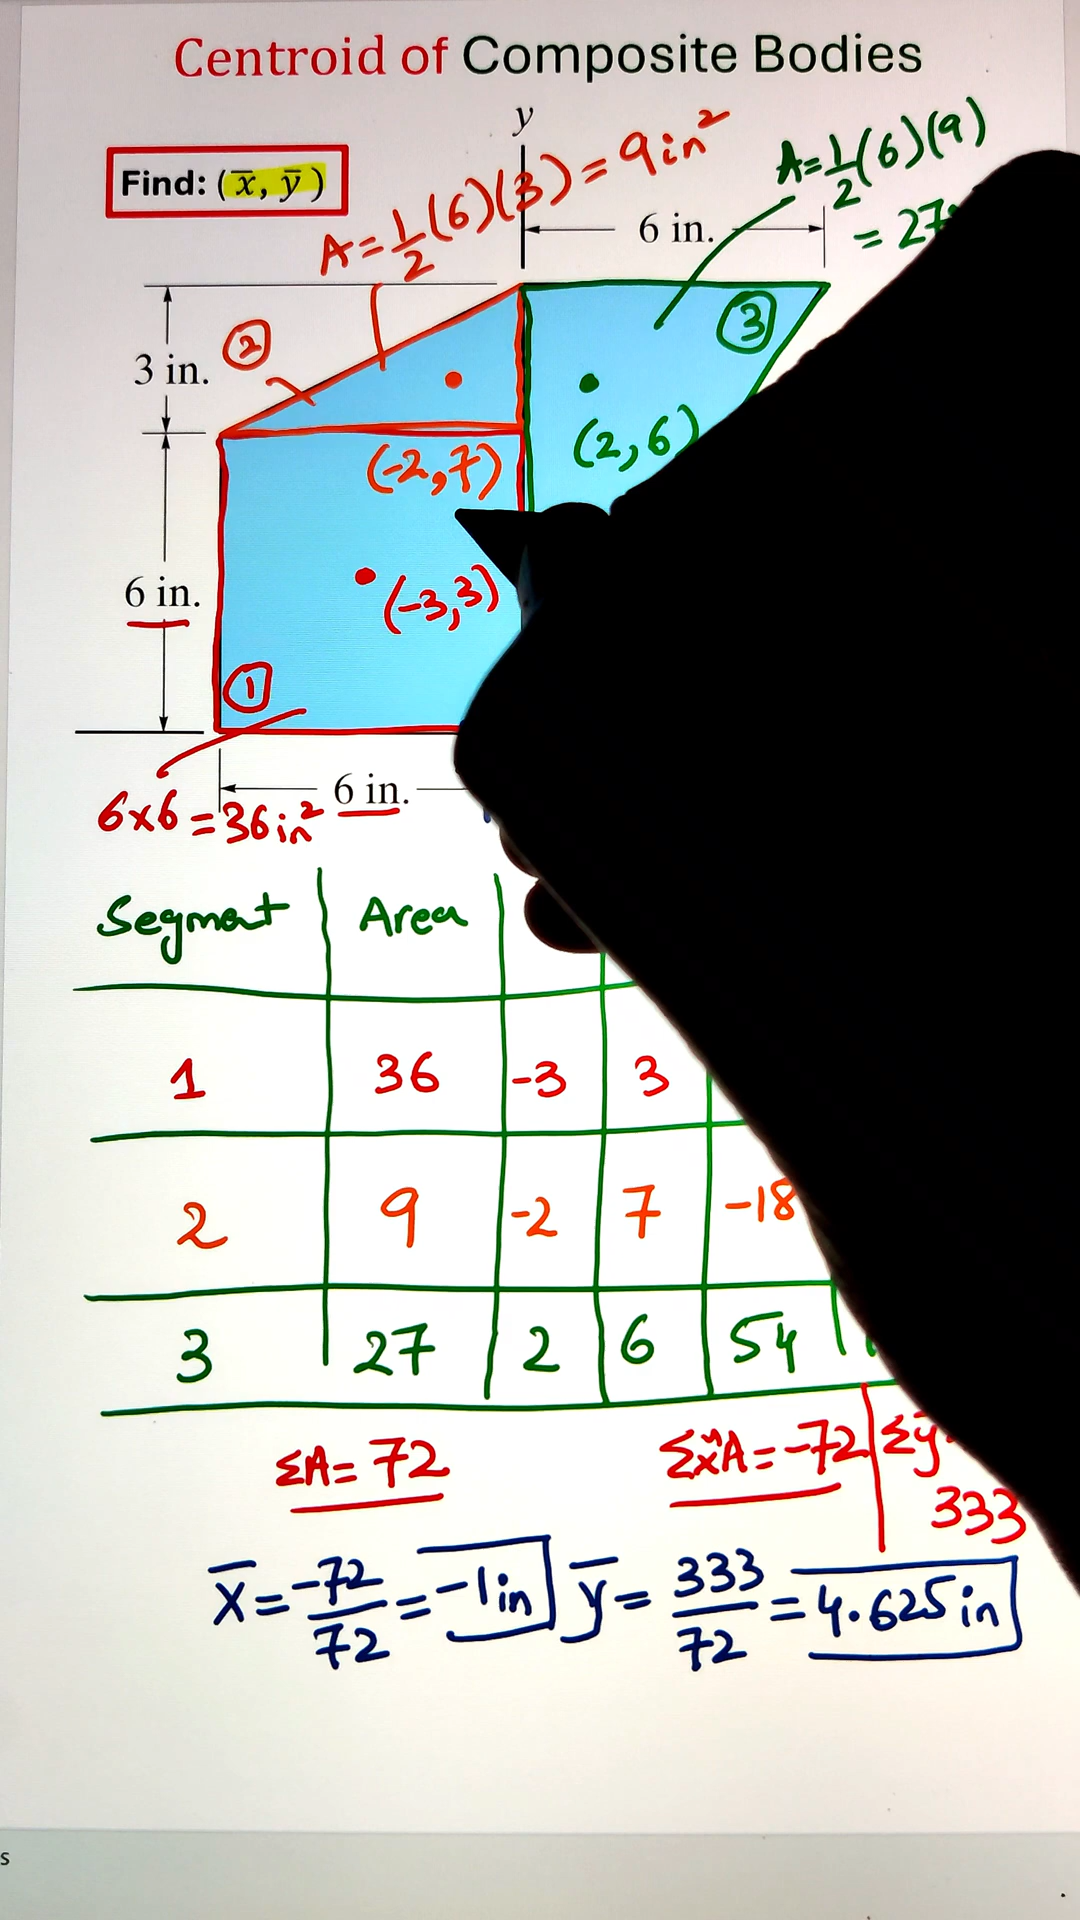 Centroid of Composite Bodies
y
Find: (x̅, y̅)
A=½(6)(3)=9in²
A=½(6)(9)
=27
6 in.
②
③
3 in.
(-2,7)
(2,6)
6 in.
(-3,3)
①
6 in.
6x6=36in²
Segment Area
1 36 -3 3
2 9 -2 7 -18
3 27 2 6 54
ΣA=72 Σx̃A=-72 Σỹ
333
x̅=-72/72=-1in y̅=333/72=4.625in
s